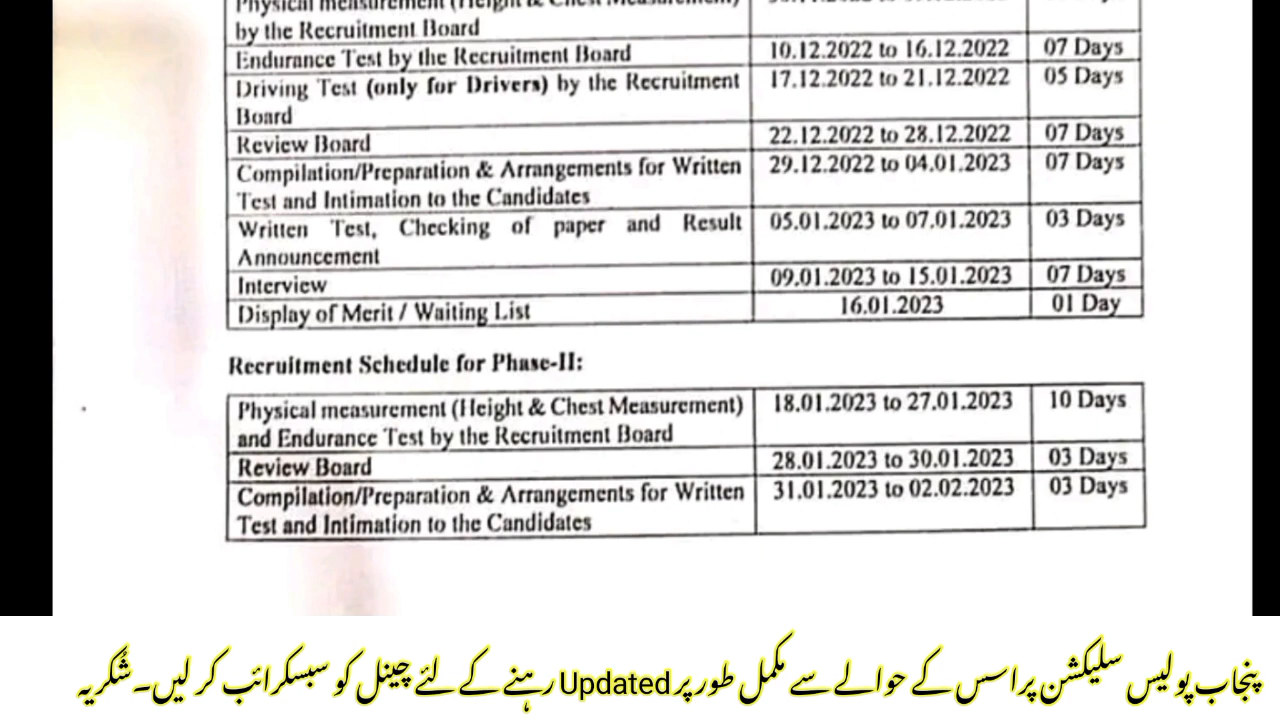 Physical measurement (Height & Chest Measurement)
by the Recruitment Board
Endurance Test by the Recruitment Board 10.12.2022 to 16.12.2022 07 Days
Driving Test (only for Drivers) by the Recruitment 17.12.2022 to 21.12.2022 05 Days
Board
Review Board 22.12.2022 to 28.12.2022 07 Days
Compilation/Preparation & Arrangements for Written 29.12.2022 to 04.01.2023 07 Days
Test and Intimation to the Candidates
Written Test, Checking of paper and Result 05.01.2023 to 07.01.2023 03 Days
Announcement
Interview 09.01.2023 to 15.01.2023 07 Days
Display of Merit / Waiting List 16.01.2023 01 Day
Recruitment Schedule for Phase-II:
Physical measurement (Height & Chest Measurement) 18.01.2023 to 27.01.2023 10 Days
and Endurance Test by the Recruitment Board
Review Board 28.01.2023 to 30.01.2023 03 Days
Compilation/Preparation & Arrangements for Written 31.01.2023 to 02.02.2023 03 Days
Test and Intimation to the Candidates
پنجاب پولیس سلیکشن پراسس کے حوالے سے مکمل طور پر Updated رہنے کے لئے چینل کو سبسکرائب کر لیں۔شُکریہ